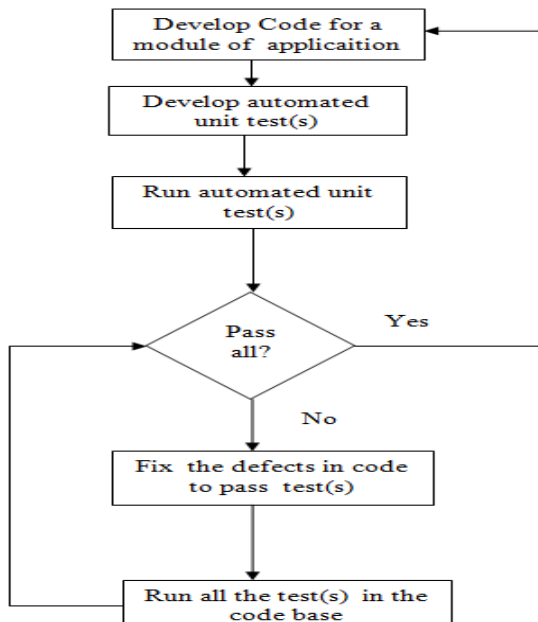 Develop Code for a
module of  applicaition
Develop automated
unit test(s)
Run automated unit
test(s)
Pass
all?
Yes
No
Fix  the defects in code
to pass  test(s)
Run all the test(s)  in the
code base